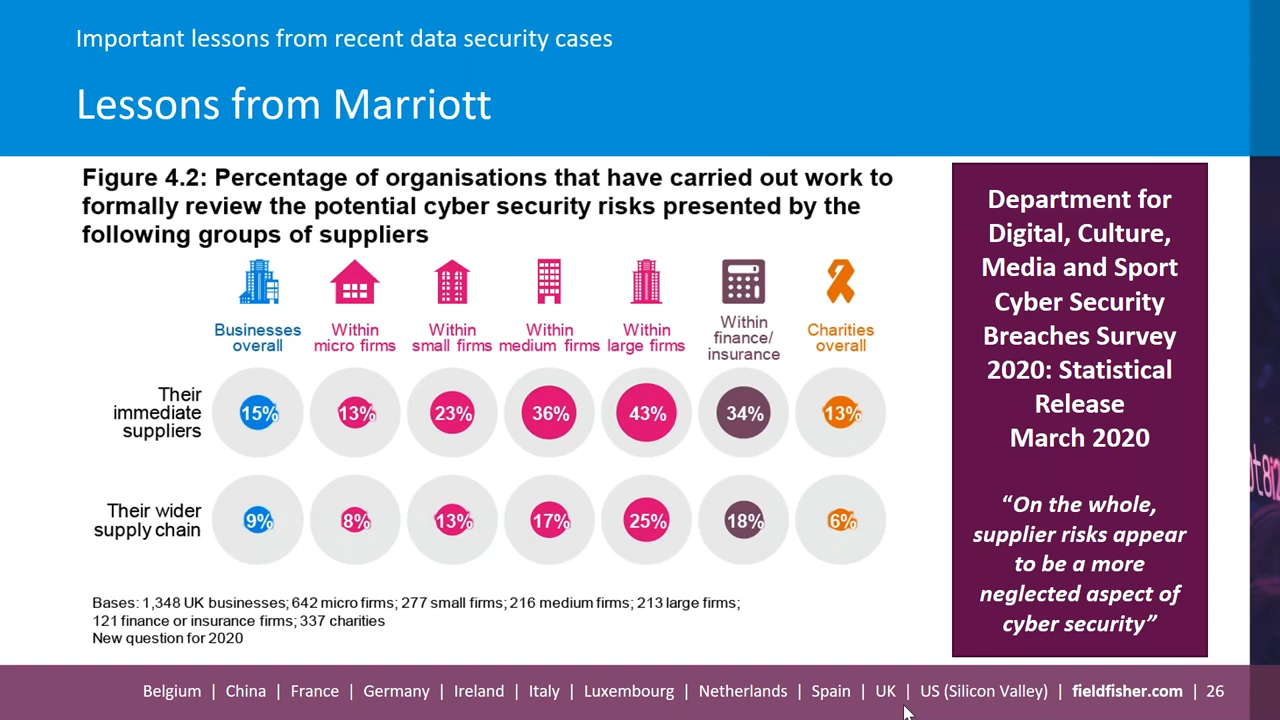 Important lessons from recent data security cases
Lessons from Marriott
Figure 4.2: Percentage of organisations that have carried out work to
formally review the potential cyber security risks presented by the
following groups of suppliers
Businesses overall
Within micro firms
Within small firms
Within medium firms
Within large firms
Within finance/ insurance
Charities overall
Their immediate suppliers
15% 13% 23% 36% 43% 34% 13%
Their wider supply chain
9% 8% 13% 17% 25% 18% 6%
Bases: 1,348 UK businesses; 642 micro firms; 277 small firms; 216 medium firms; 213 large firms;
121 finance or insurance firms; 337 charities
New question for 2020
Department for
Digital, Culture,
Media and Sport
Cyber Security
Breaches Survey
2020: Statistical
Release
March 2020
“On the whole,
supplier risks appear
to be a more
neglected aspect of
cyber security”
Belgium | China | France | Germany | Ireland | Italy | Luxembourg | Netherlands | Spain | UK | US (Silicon Valley) | fieldfisher.com | 26